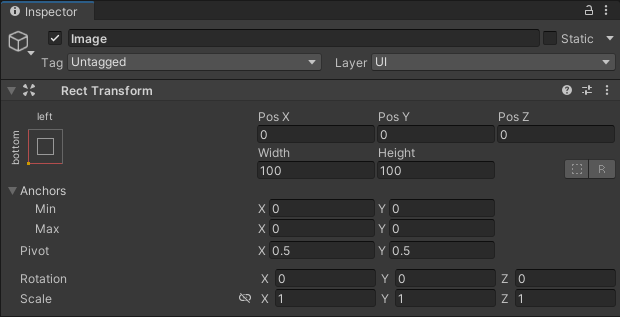 Inspector
Image Static
Tag Untagged Layer UI
Rect Transform
left
bottom
Pos X Pos Y Pos Z
0 0 0
Width Height
100 100 R
Anchors
Min X 0 Y 0
Max X 0 Y 0
Pivot X 0.5 Y 0.5
Rotation X 0 Y 0 Z 0
Scale X 1 Y 1 Z 1